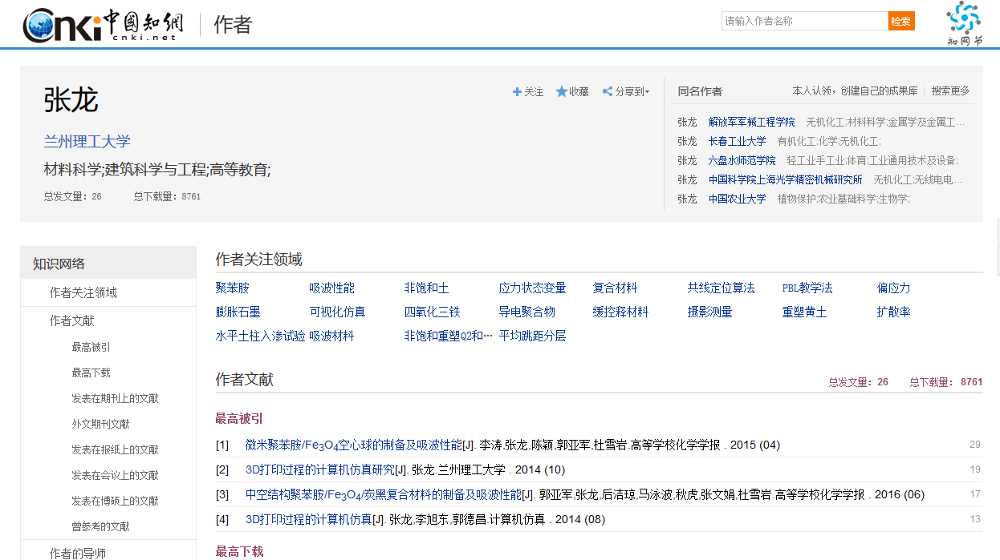 Cnki中国知网 cnki.net 作者
请输入作者名称 检索
知网节
张龙
关注 收藏 分享到
兰州理工大学
材料科学;建筑科学与工程;高等教育;
总发文量：26 总下载量：8761
同名作者 本人认领，创建自己的成果库 搜索更多
张龙 解放军军械工程学院 无机化工;材料科学;金属学及金属工...
张龙 长春工业大学 有机化工;化学;无机化工;
张龙 六盘水师范学院 轻工业手工业;体育;工业通用技术及设备;
张龙 中国科学院上海光学精密机械研究所 无机化工;无线电电...
张龙 中国农业大学 植物保护;农业基础科学;生物学;
知识网络
作者关注领域
作者文献
最高被引
最高下载
发表在期刊上的文献
外文期刊文献
发表在报纸上的文献
发表在会议上的文献
发表在博硕上的文献
曾参考的文献
作者的导师
作者关注领域
聚苯胺 吸波性能 非饱和土 应力状态变量 复合材料 共线定位算法 PBL教学法 偏应力
膨胀石墨 可视化仿真 四氧化三铁 导电聚合物 缓控释材料 摄影测量 重塑黄土 扩散率
水平土柱入渗试验 吸波材料 非饱和重塑Q2和… 平均跳距分层
作者文献 总发文量：26 总下载量：8761
最高被引
[1] 微米聚苯胺/Fe3O4空心球的制备及吸波性能[J]. 李涛,张龙,陈颖,郭亚军,杜雪岩.高等学校化学学报 . 2015 (04) 29
[2] 3D打印过程的计算机仿真研究[J]. 张龙.兰州理工大学 . 2014 (10) 19
[3] 中空结构聚苯胺/Fe3O4/炭黑复合材料的制备及吸波性能[J]. 郭亚军,张龙,后洁琼,马泳波,秋虎,张文娟,杜雪岩.高等学校化学学报 . 2016 (06) 17
[4] 3D打印过程的计算机仿真[J]. 张龙,李旭东,郭德昌.计算机仿真 . 2014 (08) 13
最高下载